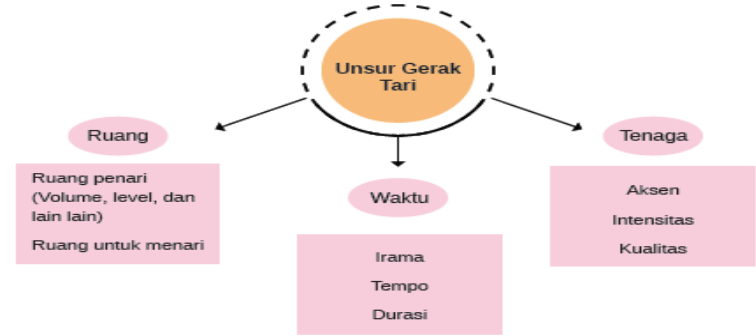 Unsur Gerak
Tari
Ruang
Ruang penari
(Volume, level, dan
lain lain)
Ruang untuk menari
Waktu
Irama
Tempo
Durasi
Tenaga
Aksen
Intensitas
Kualitas